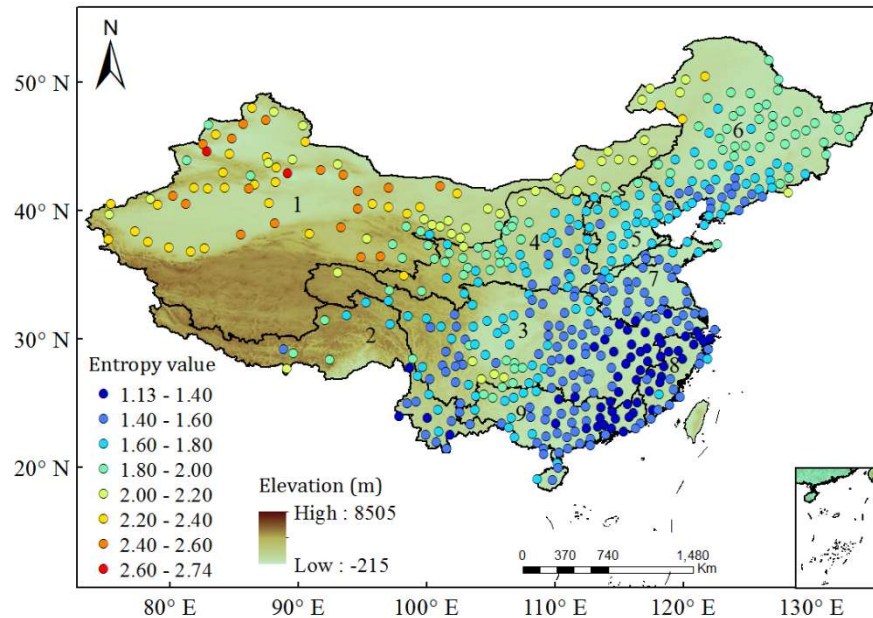 N
50° N
40° N
30° N
20° N
1
2
3
4
5
6
7
8
9
Entropy value
1.13 - 1.40
1.40 - 1.60
1.60 - 1.80
1.80 - 2.00
2.00 - 2.20
2.20 - 2.40
2.40 - 2.60
2.60 - 2.74
Elevation (m)
High : 8505
Low : -215
0 370 740 1,480
Km
80° E 90° E 100° E 110° E 120° E 130° E